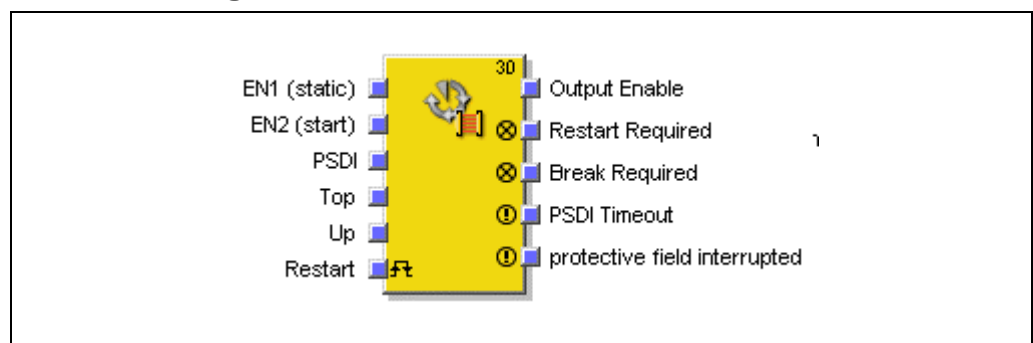 30
EN1 (static)
EN2 (start)
PSDI
Top
Up
Restart
Output Enable
Restart Required
Break Required
PSDI Timeout
protective field interrupted